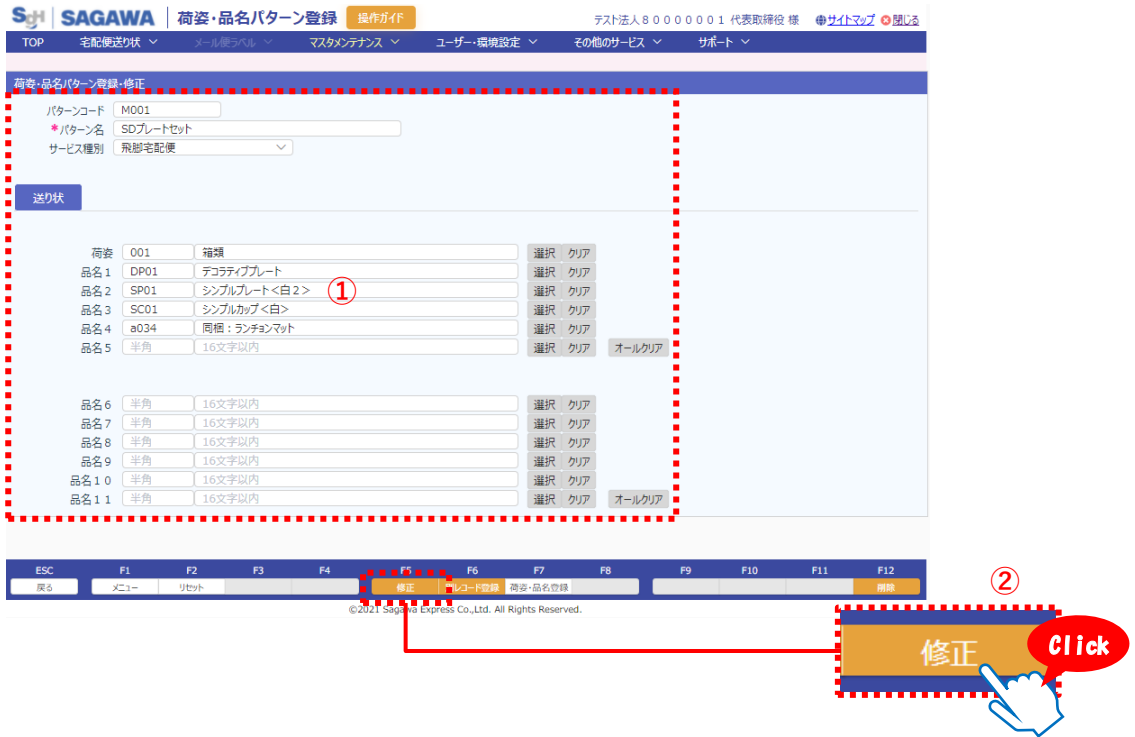 SGH SAGAWA 荷姿・品名パターン登録 操作ガイド テスト法人８０００００１ 代表取締役 様 サイトマップ 閉じる
TOP 宅配便送り状 メール便ラベル マスタメンテナンス ユーザー・環境設定 その他のサービス サポート
荷姿・品名パターン登録・修正
パターンコード M001
*パターン名 SDプレートセット
サービス種別 飛脚宅配便
送り状
荷姿 001 箱類 選択 クリア
品名１ DP01 デコラティブプレート 選択 クリア
品名２ SP01 シンプルプレート＜白２＞ 選択 クリア
①
品名３ SC01 シンプルカップ＜白＞ 選択 クリア
品名４ a034 同梱：ランチョンマット 選択 クリア
品名５ 半角 16文字以内 選択 クリア オールクリア
品名６ 半角 16文字以内 選択 クリア
品名７ 半角 16文字以内 選択 クリア
品名８ 半角 16文字以内 選択 クリア
品名９ 半角 16文字以内 選択 クリア
品名１０ 半角 16文字以内 選択 クリア
品名１１ 半角 16文字以内 選択 クリア オールクリア
ESC F1 F2 F3 F4 F5 F6 F7 F8 F9 F10 F11 F12
戻る メニュー リセット 修正 レコード登録 荷姿・品名登録 削除
©2021 Sagawa Express Co.,Ltd. All Rights Reserved.
②
修正
Click